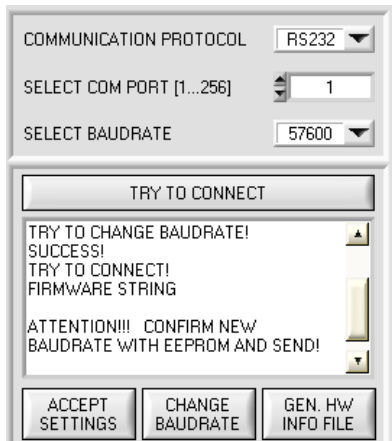 COMMUNICATION PROTOCOL RS232
SELECT COM PORT [1...256] 1
SELECT BAUDRATE 57600
TRY TO CONNECT
TRY TO CHANGE BAUDRATE!
SUCCESS!
TRY TO CONNECT!
FIRMWARE STRING
ATTENTION!!! CONFIRM NEW
BAUDRATE WITH EEPROM AND SEND!
ACCEPT
SETTINGS
CHANGE
BAUDRATE
GEN. HW
INFO FILE